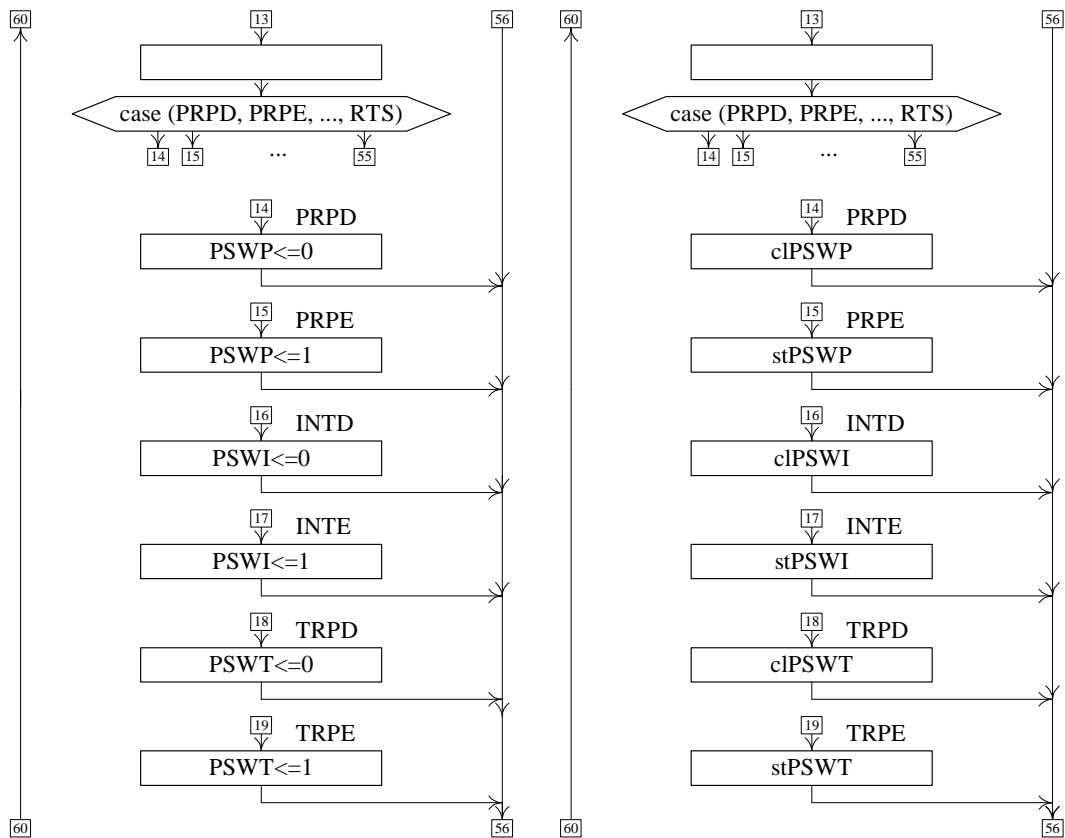 60 13 56 60 13 56
case (PRPD, PRPE, ..., RTS) case (PRPD, PRPE, ..., RTS)
14 15 ... 55 14 15 ... 55
14 PRPD 14 PRPD
PSWP<=0 clPSWP
15 PRPE 15 PRPE
PSWP<=1 stPSWP
16 INTD 16 INTD
PSWI<=0 clPSWI
17 INTE 17 INTE
PSWI<=1 stPSWI
18 TRPD 18 TRPD
PSWT<=0 clPSWT
19 TRPE 19 TRPE
PSWT<=1 stPSWT
60 56 60 56